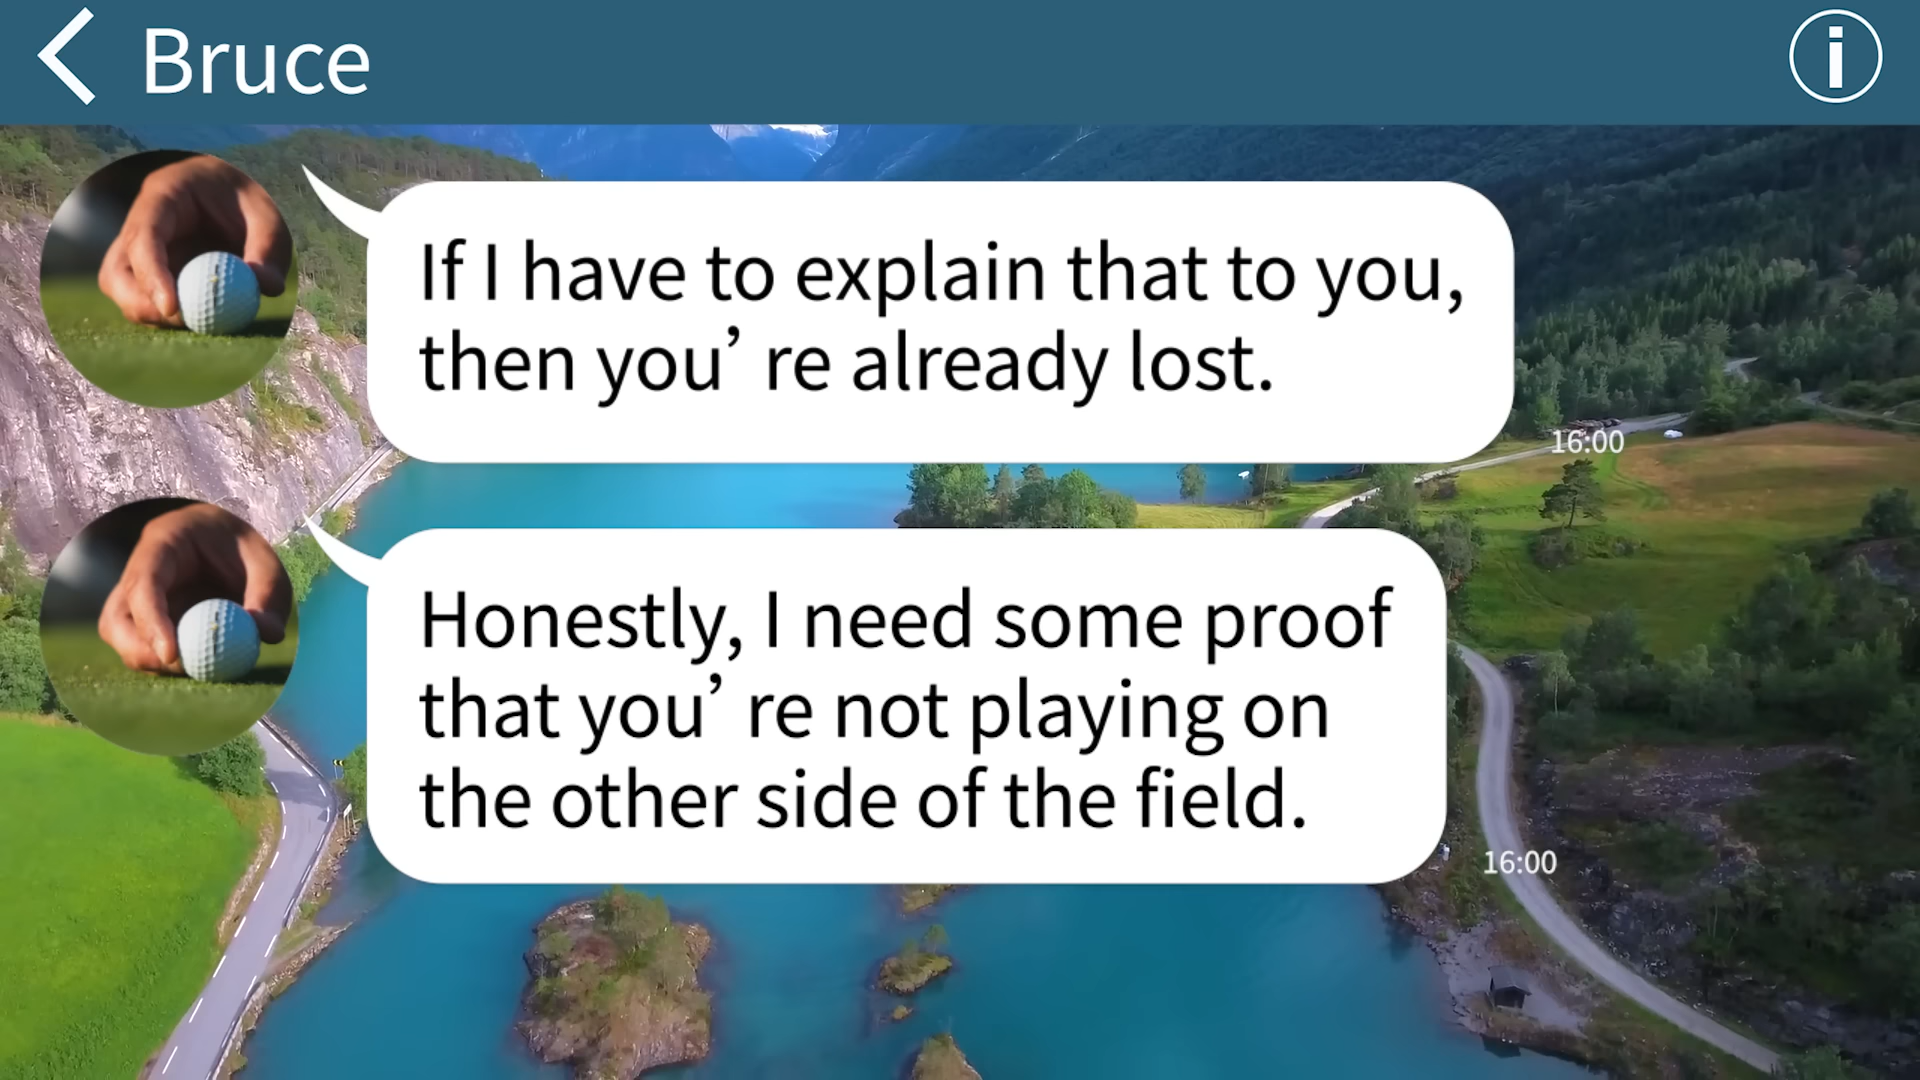 Bruce
If I have to explain that to you,
then you’ re already lost.
16:00
Honestly, I need some proof
that you’ re not playing on
the other side of the field.
16:00